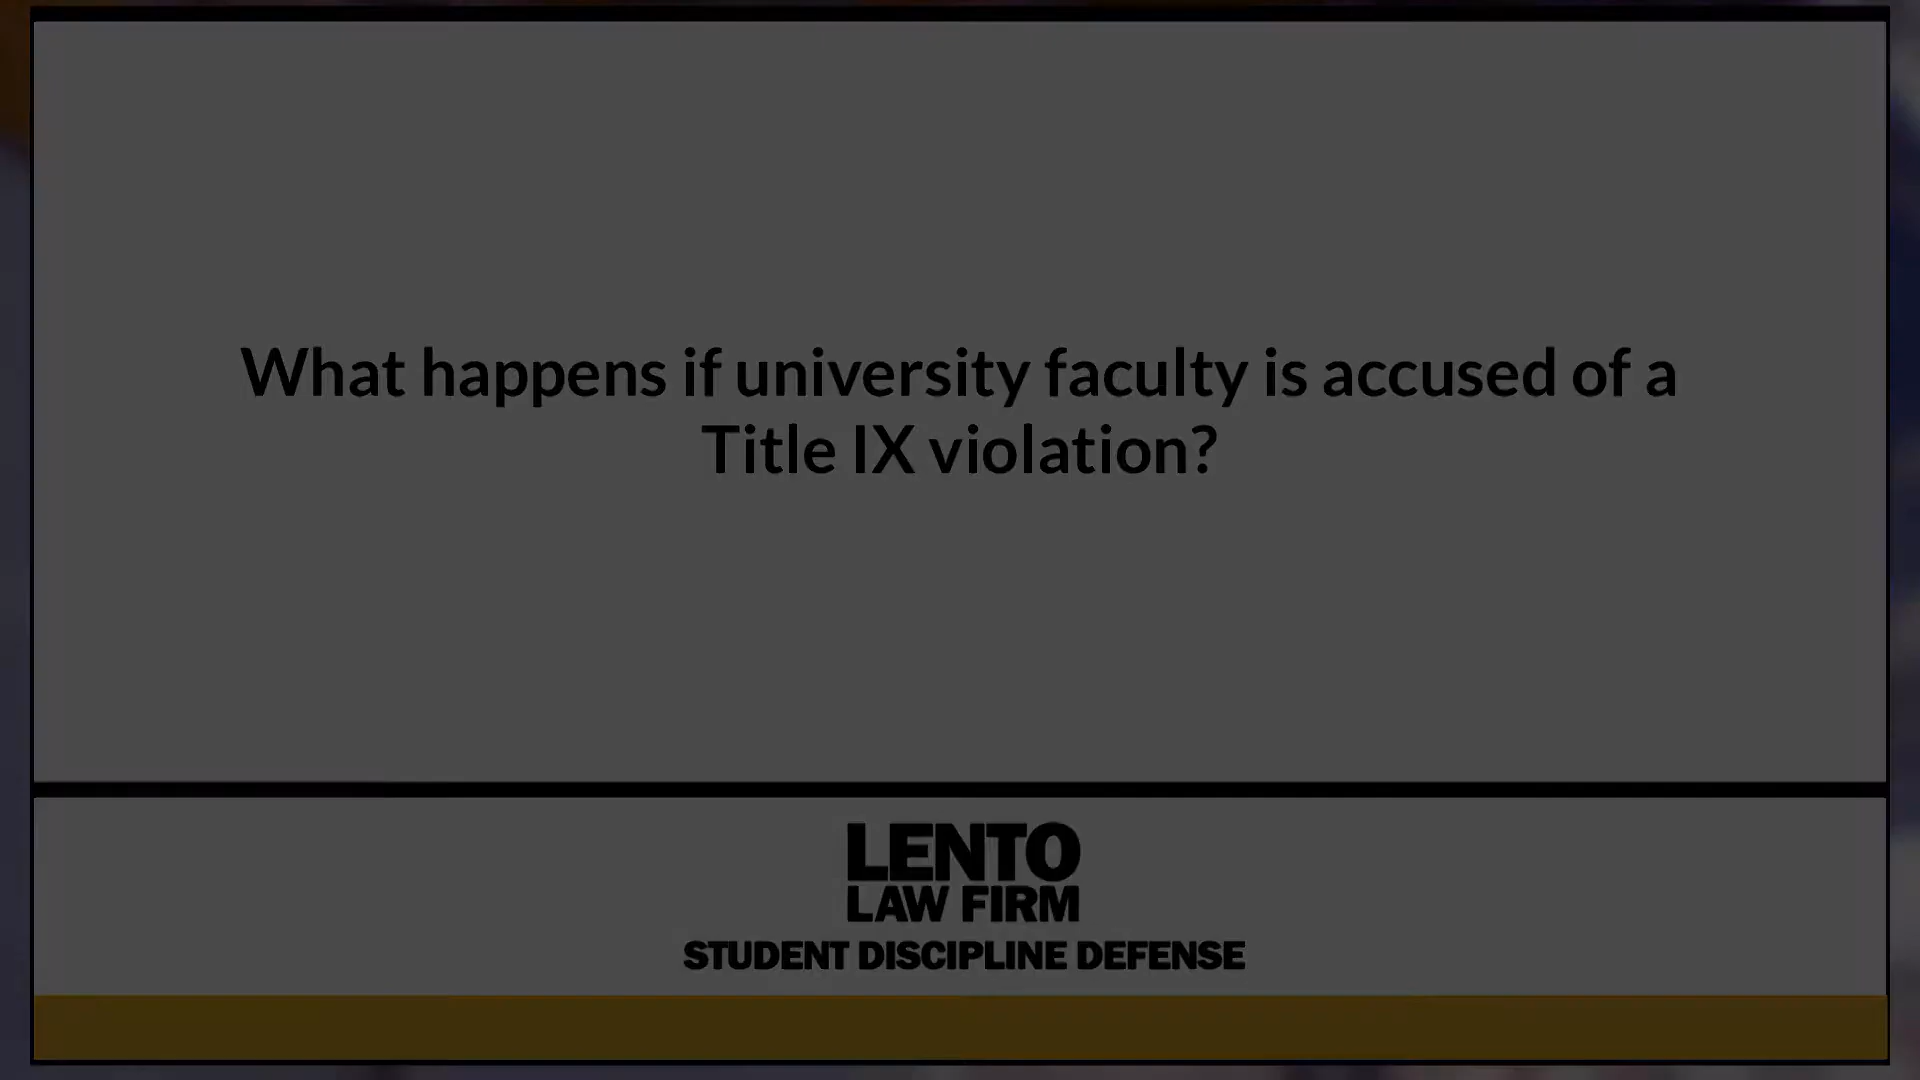 What happens if university faculty is accused of a
Title IX violation?
LENTO
LAW FIRM
STUDENT DISCIPLINE DEFENSE